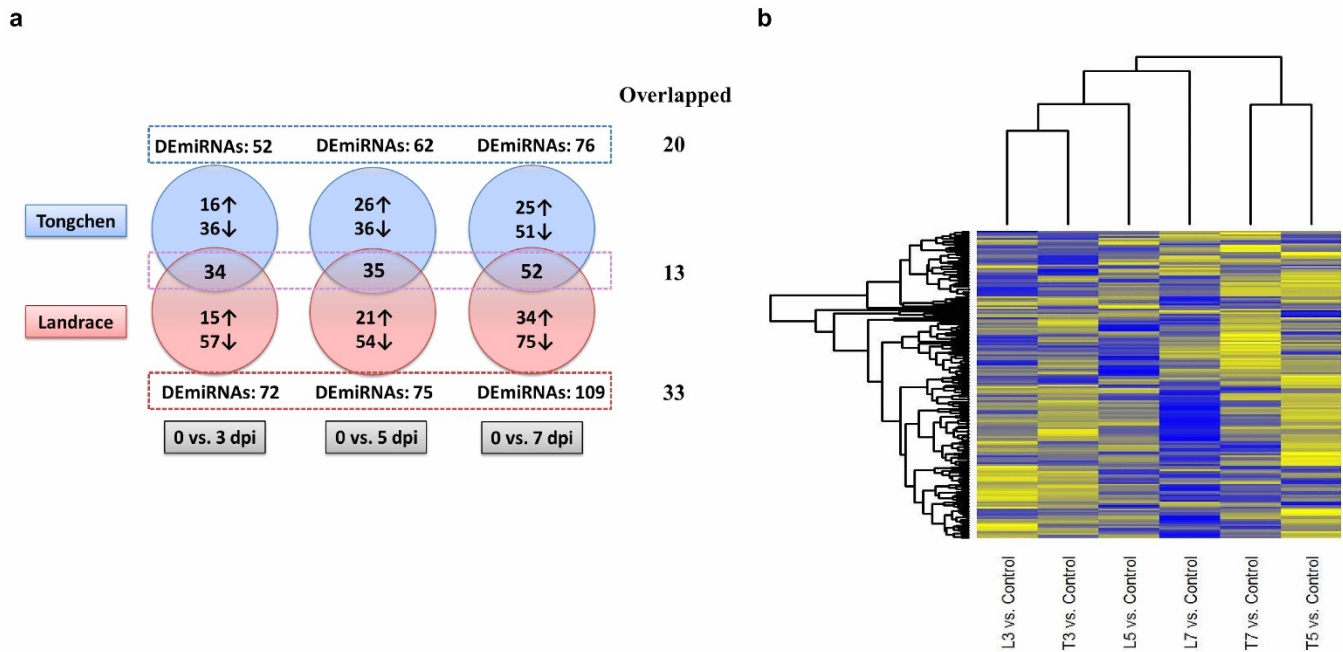 a
b
Overlapped
DEmiRNAs: 52 DEmiRNAs: 62 DEmiRNAs: 76 20
Tongchen
16↑ 26↑ 25↑
36↓ 36↓ 51↓
34 35 52 13
Landrace
15↑ 21↑ 34↑
57↓ 54↓ 75↓
DEmiRNAs: 72 DEmiRNAs: 75 DEmiRNAs: 109 33
0 vs. 3 dpi 0 vs. 5 dpi 0 vs. 7 dpi
L3 vs. Control
T3 vs. Control
L5 vs. Control
L7 vs. Control
T7 vs. Control
T5 vs. Control